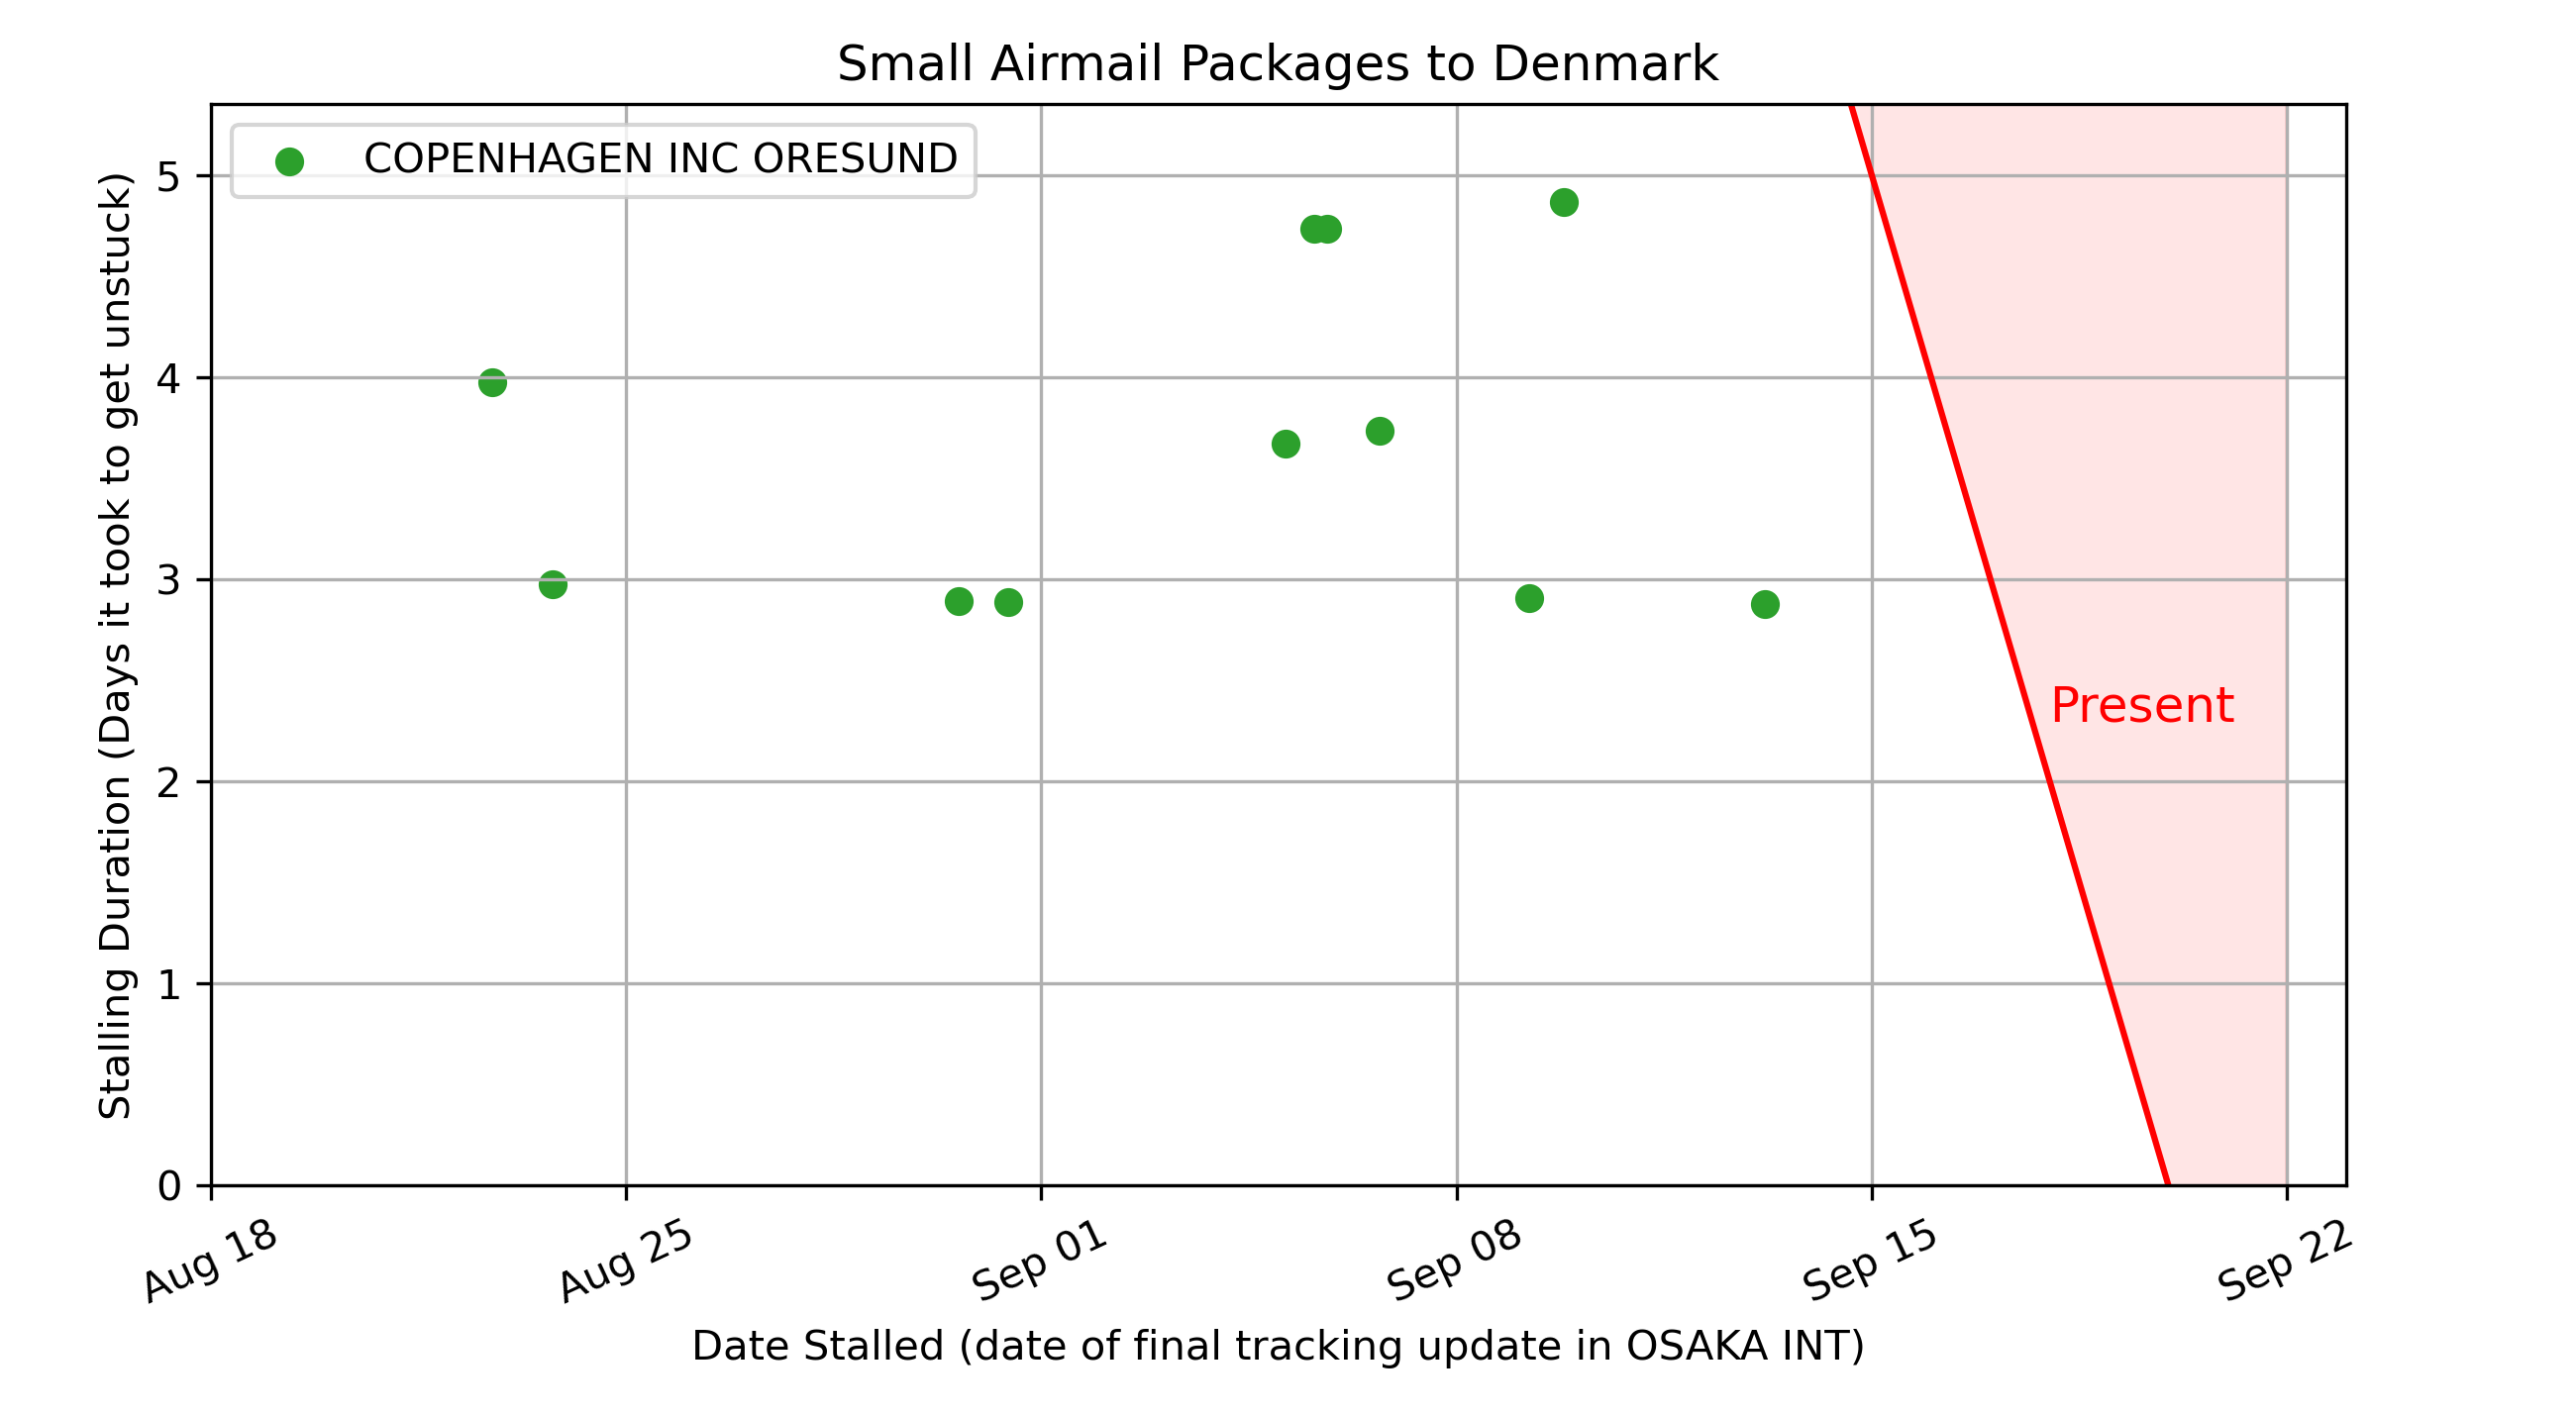 Small Airmail Packages to Denmark
COPENHAGEN INC ORESUND
Stalling Duration (Days it took to get unstuck)
5
4
3
2
1
0
Present
Aug 18
Aug 25
Sep 01
Sep 08
Sep 15
Sep 22
Date Stalled (date of final tracking update in OSAKA INT)